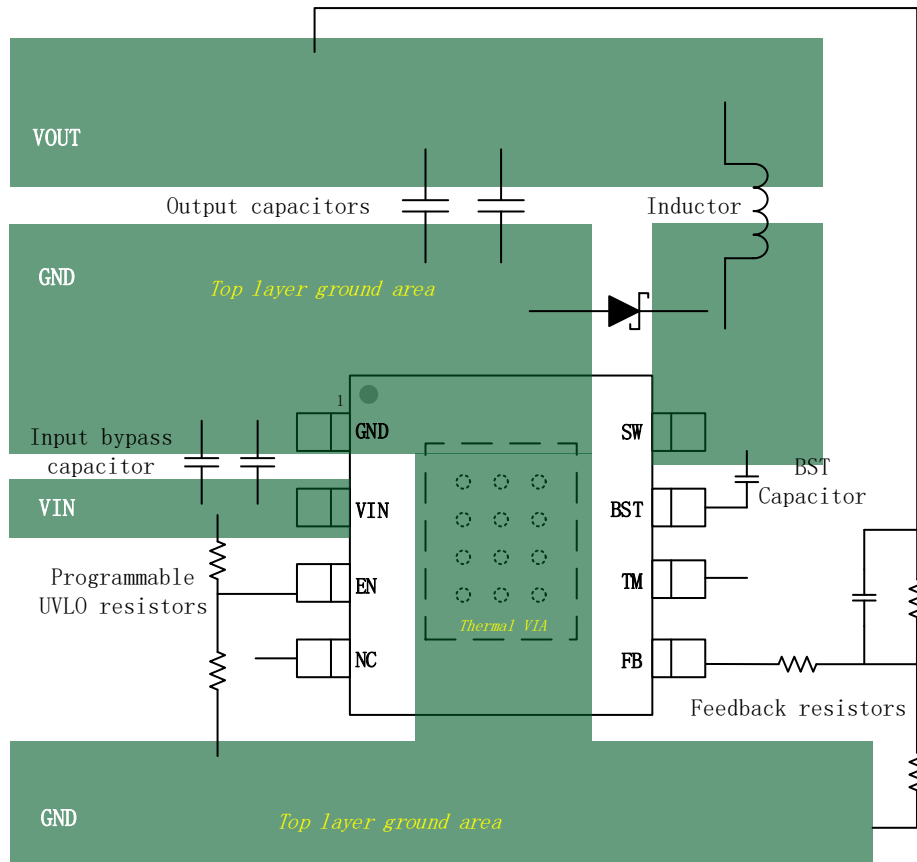 VOUT
Output capacitors
Inductor
GND
Top layer ground area
1
GND
SW
Input bypass
capacitor
BST
Capacitor
VIN
VIN
BST
Programmable
UVLO resistors
EN
TM
Thermal VIA
NC
FB
Feedback resistors
GND
Top layer ground area